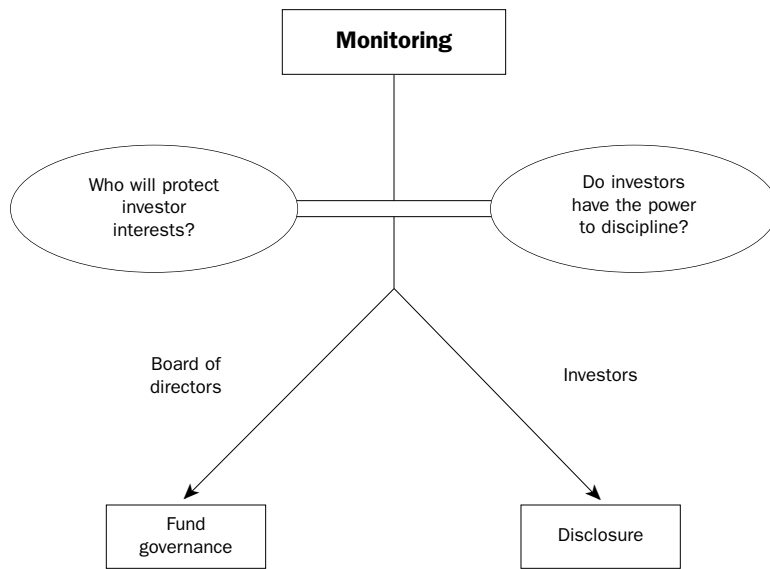 Monitoring
Who will protect
investor
interests?
Do investors
have the power
to discipline?
Board of
directors
Investors
Fund
governance
Disclosure